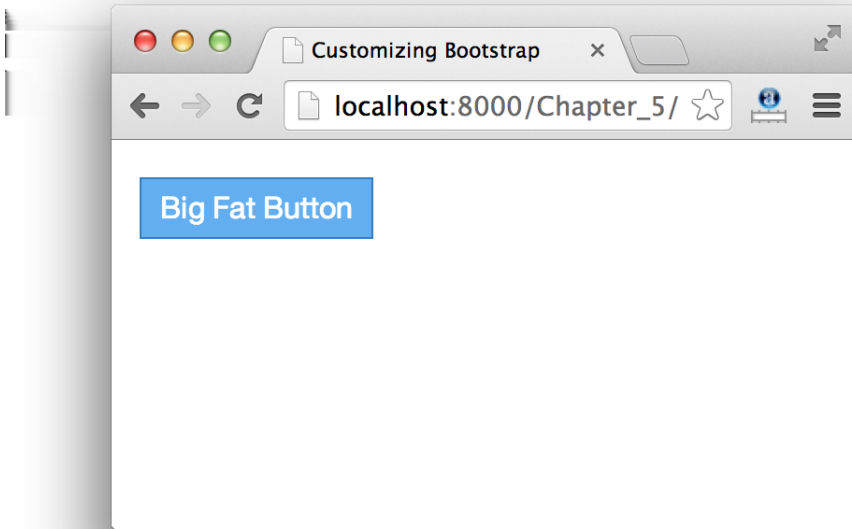 Customizing Bootstrap
localhost:8000/Chapter_5/
Big Fat Button